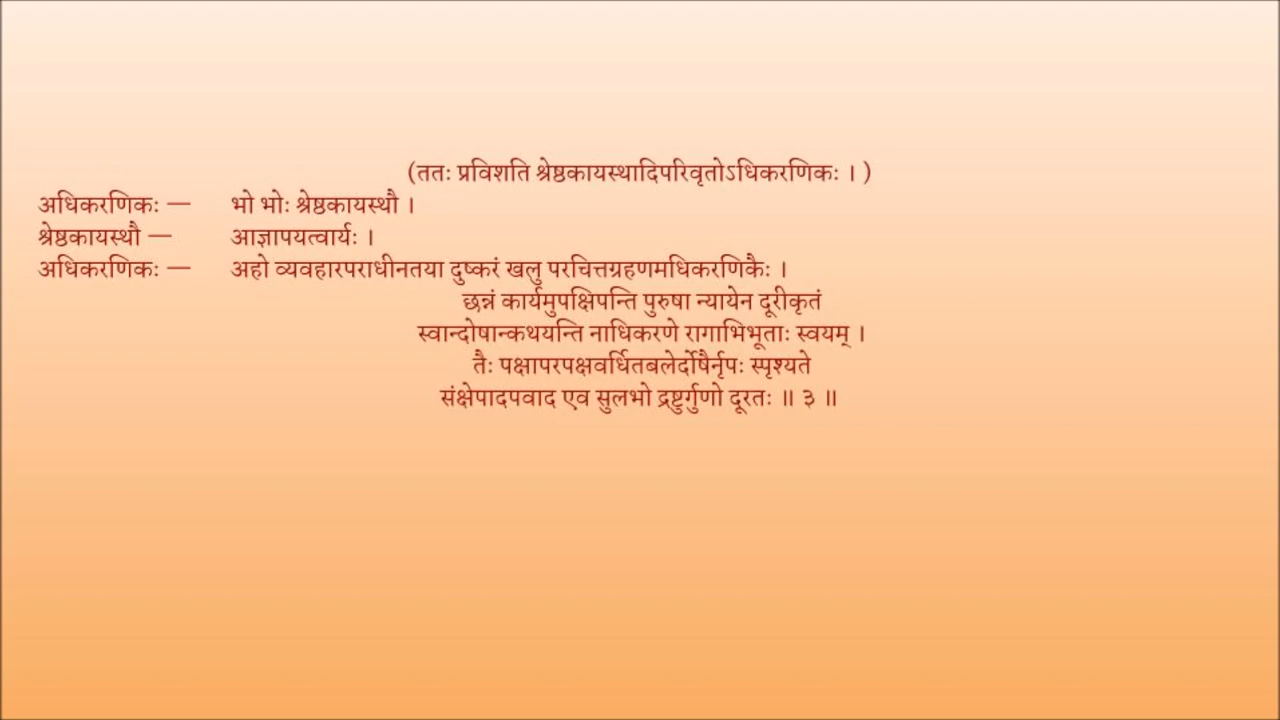 (ततः प्रविशति श्रेष्ठकायस्थादिपरिवृतोऽधिकरणिकः । )
अधिकरणिकः — भो भोः श्रेष्ठकायस्थौ ।
श्रेष्ठकायस्थौ — आज्ञापयत्वार्यः ।
अधिकरणिकः — अहो व्यवहारपराधीनतया दुष्करं खलु परचित्तग्रहणमधिकरणिकैः ।
छन्नं कार्यमुपक्षिपन्ति पुरुषा न्यायेन दूरीकृतं
स्वान्दोषान्कथयन्ति नाधिकरणे रागाभिभूताः स्वयम् ।
तैः पक्षापरपक्षवर्धितबलेर्दोषैर्नृपः स्पृश्यते
संक्षेपादपवाद एव सुलभो द्रष्टुर्गुणो दूरतः ॥ ३ ॥